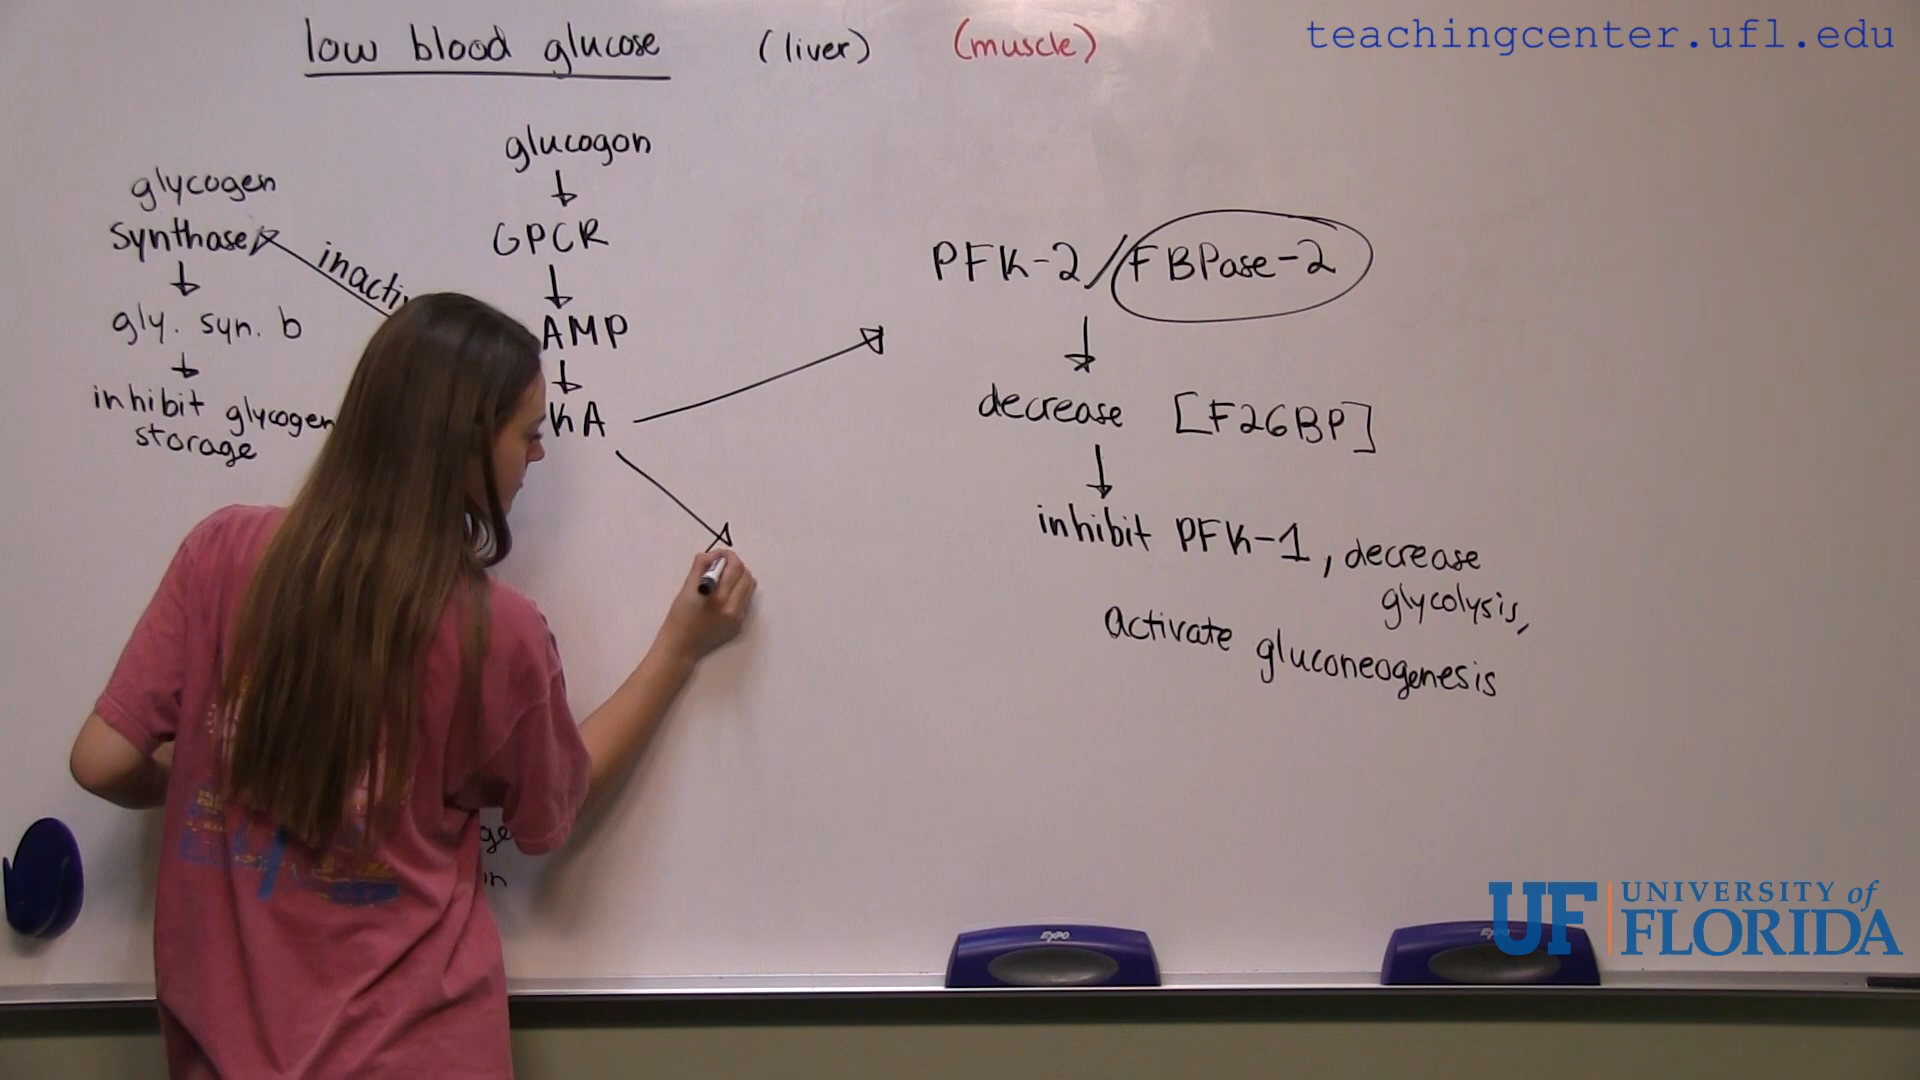 low blood glucose (liver) (muscle)
teachingcenter.ufl.edu
glucogon
GPCR
AMP
KA
glycogen
synthase
gly. syn. b
inhibit glycogen
storage
PFK-2/FBPase-2
decrease [F26BP]
inhibit PFK-1, decrease
glycolysis,
activate gluconeogenesis
EXPO
EXPO
UF UNIVERSITY of
FLORIDA